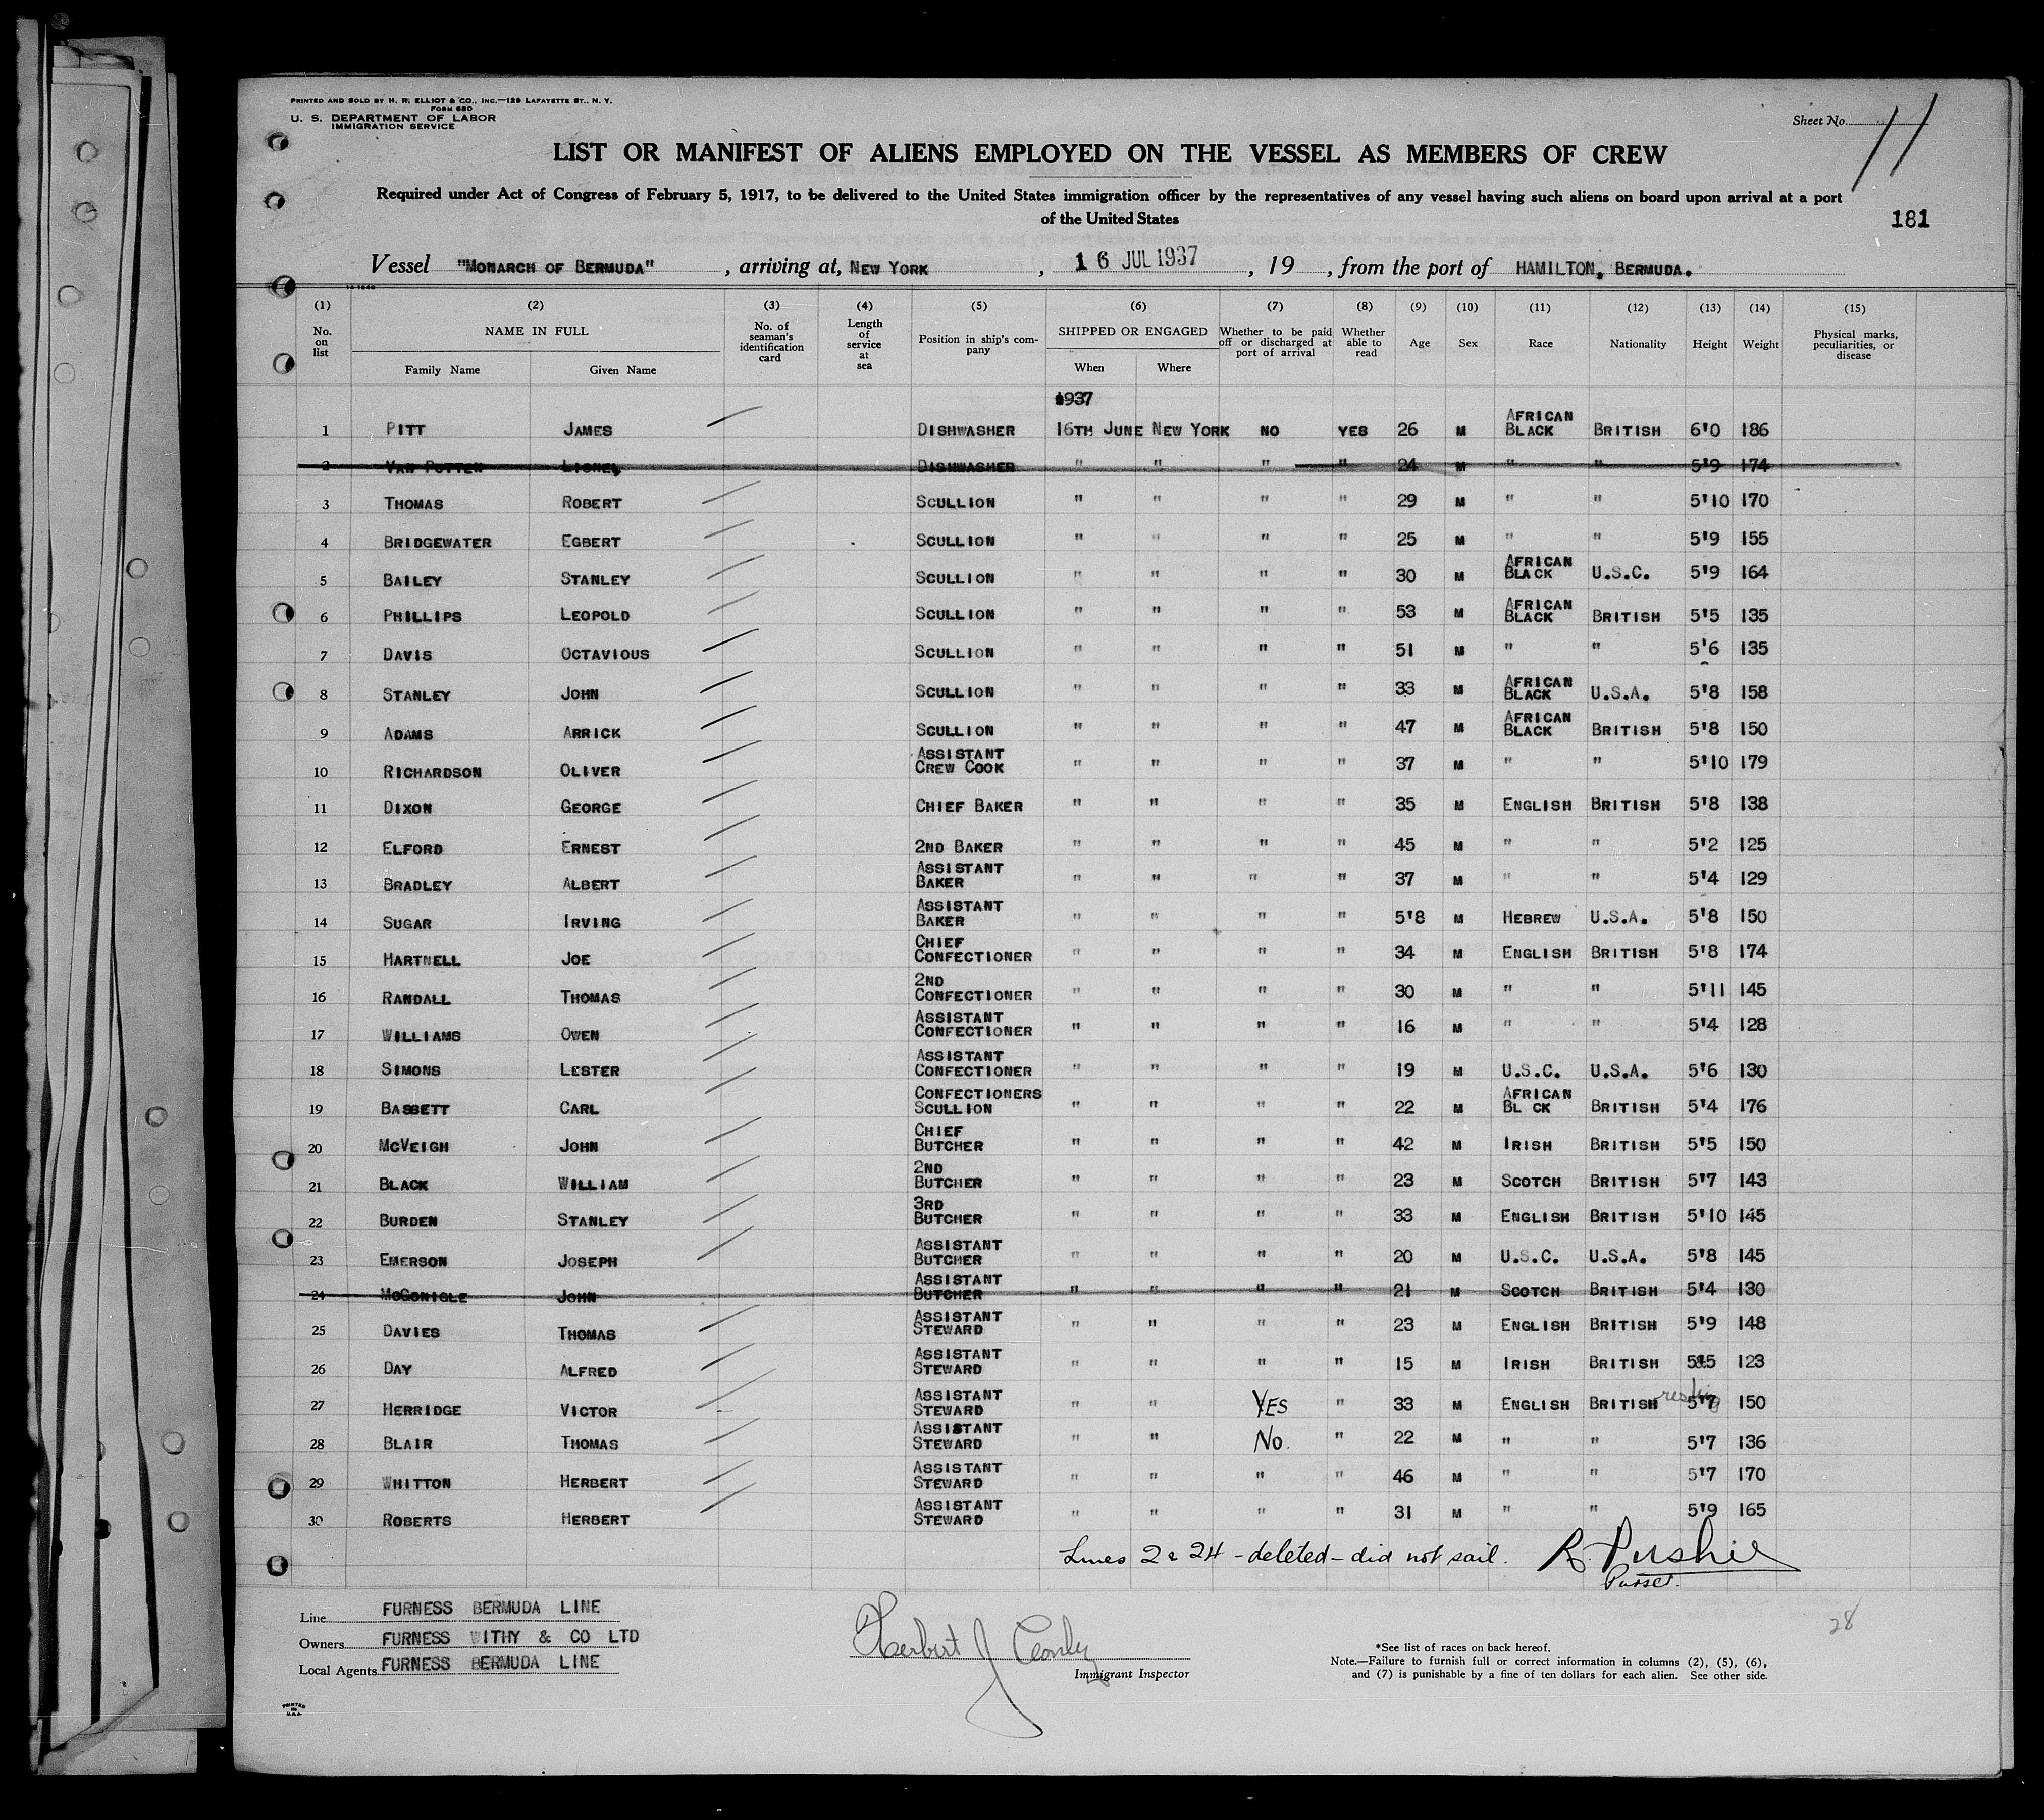 PRINTED AND SOLD BY H. R. ELLIOT & CO., INC.—129 LAFAYETTE ST., N. Y.
FORM 680
U. S. DEPARTMENT OF LABOR
IMMIGRATION SERVICE
Sheet No. 11
LIST OR MANIFEST OF ALIENS EMPLOYED ON THE VESSEL AS MEMBERS OF CREW
Required under Act of Congress of February 5, 1917, to be delivered to the United States immigration officer by the representatives of any vessel having such aliens on board upon arrival at a port
of the United States
181
Vessel "MONARCH OF BERMUDA", arriving at, NEW YORK, 16 JUL 1937, 19 , from the port of HAMILTON, BERMUDA.
(1) (2) (3) (4) (5) (6) (7) (8) (9) (10) (11) (12) (13) (14) (15)
No. on list NAME IN FULL Family Name Given Name No. of seaman's identification card Length of service at sea Position in ship's company SHIPPED OR ENGAGED When Where Whether to be paid off or discharged at port of arrival Whether able to read Age Sex Race Nationality Height Weight Physical marks, peculiarities, or disease
1937
1 PITT JAMES DISHWASHER 16TH JUNE NEW YORK NO YES 26 M AFRICAN BLACK BRITISH 6'0 186
2 VAN PUTTEN LIONEL DISHWASHER " " " " 24 M " " 5'9 174
3 THOMAS ROBERT SCULLION " " " " 29 M " " 5'10 170
4 BRIDGEWATER EGBERT SCULLION " " " " 25 M " " 5'9 155
5 BAILEY STANLEY SCULLION " " " " 30 M AFRICAN BLACK U.S.C. 5'9 164
6 PHILLIPS LEOPOLD SCULLION " " " " 53 M AFRICAN BLACK BRITISH 5'5 135
7 DAVIS OCTAVIOUS SCULLION " " " " 51 M " " 5'6 135
8 STANLEY JOHN SCULLION " " " " 33 M AFRICAN BLACK U.S.A. 5'8 158
9 ADAMS ARRICK SCULLION " " " " 47 M AFRICAN BLACK BRITISH 5'8 150
10 RICHARDSON OLIVER ASSISTANT CREW COOK " " " " 37 M " " 5'10 179
11 DIXON GEORGE CHIEF BAKER " " " " 35 M ENGLISH BRITISH 5'8 138
12 ELFORD ERNEST 2ND BAKER " " " " 45 M " " 5'2 125
13 BRADLEY ALBERT ASSISTANT BAKER " " " " 37 M " " 5'4 129
14 SUGAR IRVING ASSISTANT BAKER " " " " 5'8 M HEBREW U.S.A. 5'8 150
15 HARTNELL JOE CHIEF CONFECTIONER " " " " 34 M ENGLISH BRITISH 5'8 174
16 RANDALL THOMAS 2ND CONFECTIONER " " " " 30 M " " 5'11 145
17 WILLIAMS OWEN ASSISTANT CONFECTIONER " " " " 16 M " " 5'4 128
18 SIMONS LESTER ASSISTANT CONFECTIONER " " " " 19 M U.S.C. U.S.A. 5'6 130
19 BASSETT CARL CONFECTIONERS SCULLION " " " " 22 M AFRICAN BL CK BRITISH 5'4 176
20 MCVEIGH JOHN CHIEF BUTCHER " " " " 42 M IRISH BRITISH 5'5 150
21 BLACK WILLIAM 2ND BUTCHER " " " " 23 M SCOTCH BRITISH 5'7 143
22 BURDEN STANLEY 3RD BUTCHER " " " " 33 M ENGLISH BRITISH 5'10 145
23 EMERSON JOSEPH ASSISTANT BUTCHER " " " " 20 M U.S.C. U.S.A. 5'8 145
24 MCGONIGLE JOHN ASSISTANT BUTCHER " " " " 21 M SCOTCH BRITISH 5'4 130
25 DAVIES THOMAS ASSISTANT STEWARD " " " " 23 M ENGLISH BRITISH 5'9 148
26 DAY ALFRED ASSISTANT STEWARD " " " " 15 M IRISH BRITISH 5'5 123
27 HERRIDGE VICTOR ASSISTANT STEWARD " " YES " 33 M ENGLISH BRITISH 5'7 150
28 BLAIR THOMAS ASSISTANT STEWARD " " No. " 22 M " " 5'7 136
29 WHITTON HERBERT ASSISTANT STEWARD " " " " 46 M " " 5'7 170
30 ROBERTS HERBERT ASSISTANT STEWARD " " " " 31 M " " 5'9 165
Lines 2 & 24 - deleted - did not sail.
Purser.
Line FURNESS BERMUDA LINE
Owners FURNESS WITHY & CO LTD
Local Agents FURNESS BERMUDA LINE
Herbert J
Immigrant Inspector
28
*See list of races on back hereof.
Note.—Failure to furnish full or correct information in columns (2), (5), (6),
and (7) is punishable by a fine of ten dollars for each alien. See other side.
PRINTED IN U.S.A.